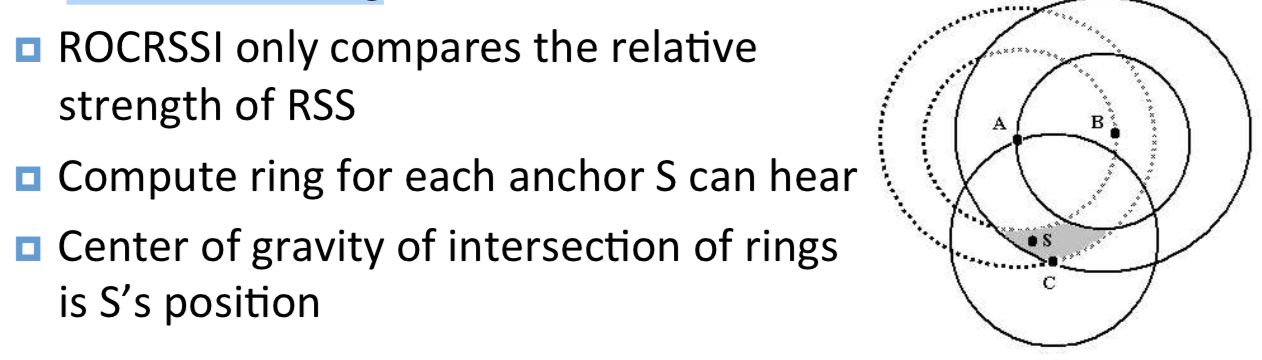 ROCRSSI only compares the relative
strength of RSS
Compute ring for each anchor S can hear
Center of gravity of intersection of rings
is S’s position
A
B
S
C